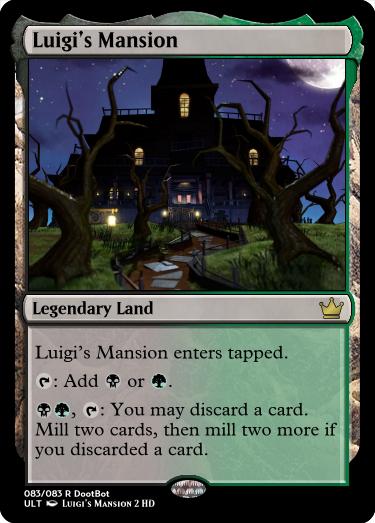 Luigi's Mansion
Legendary Land
Luigi's Mansion enters tapped.
: Add or .
, : You may discard a card.
Mill two cards, then mill two more if
you discarded a card.
083/083 R DootBot
ULT Luigi's Mansion 2 HD